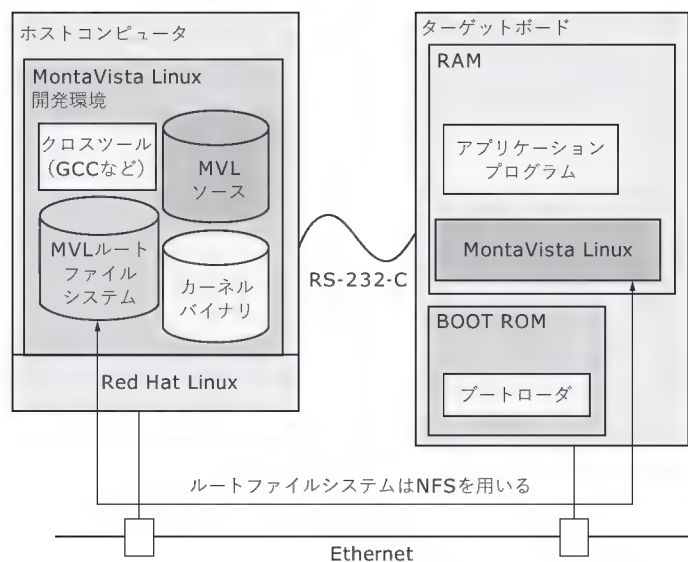 ホストコンピュータ
MontaVista Linux
開発環境
クロスツール
(GCCなど)
MVL
ソース
MVLルート
ファイル
システム
カーネル
バイナリ
Red Hat Linux
RS-232-C
ターゲットボード
RAM
アプリケーション
プログラム
MontaVista Linux
BOOT ROM
ブートローダ
ルートファイルシステムはNFSを用いる
Ethernet